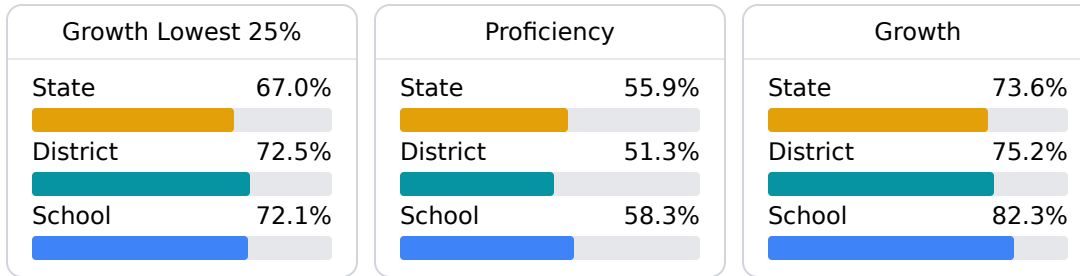 Growth Lowest 25%
State 67.0%
District 72.5%
School 72.1%
Proficiency
State 55.9%
District 51.3%
School 58.3%
Growth
State 73.6%
District 75.2%
School 82.3%